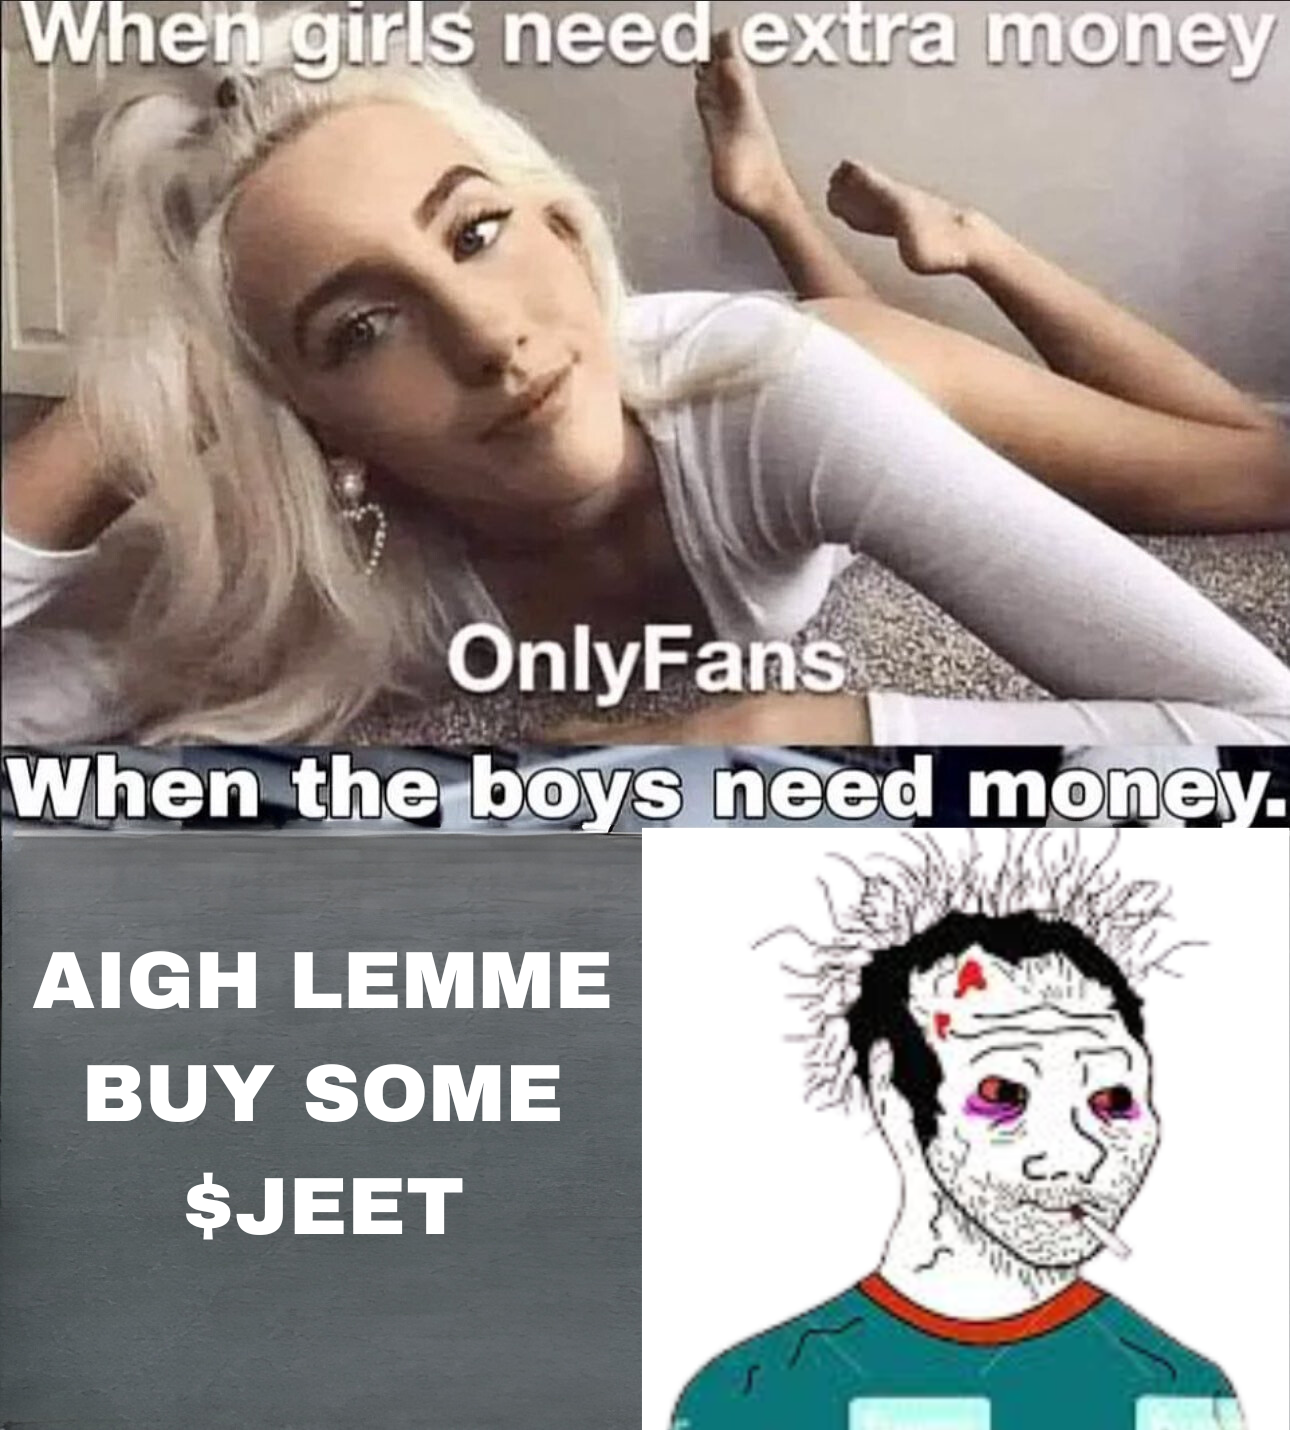 When girls need extra money
OnlyFans
When the boys need money.
AIGH LEMME
BUY SOME
$JEET